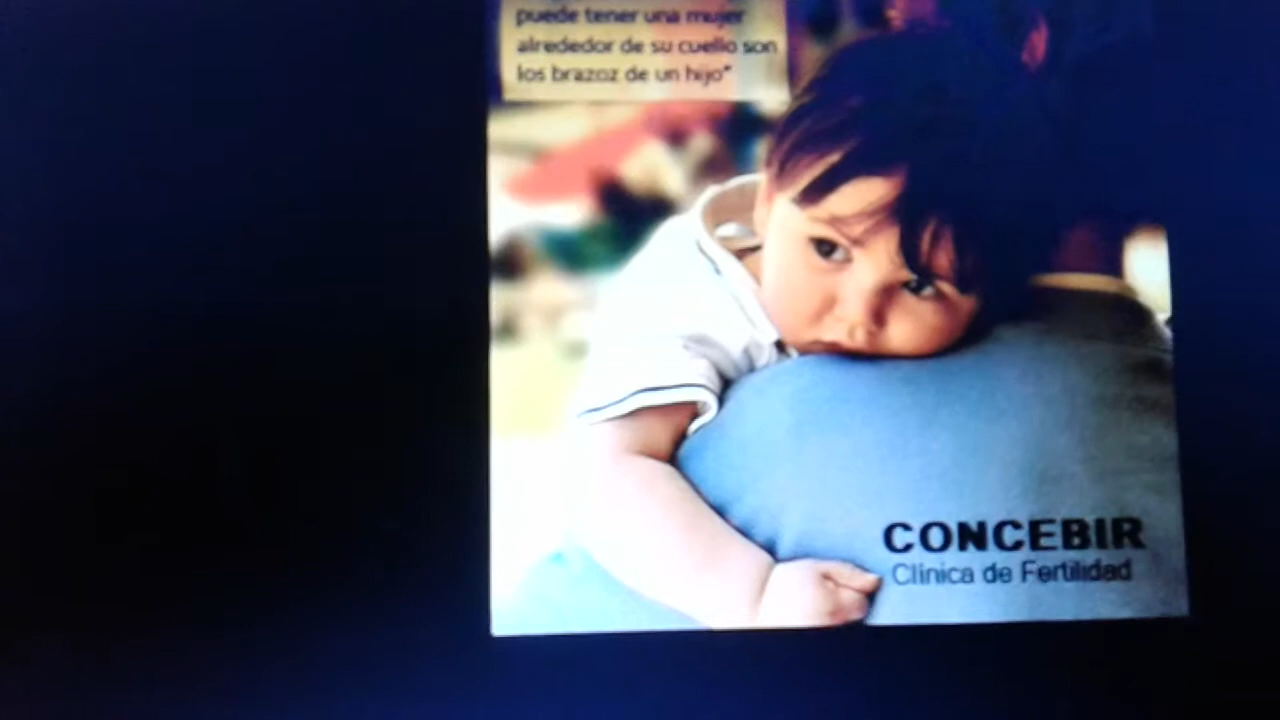 puede tener una mujer
alrededor de su cuello son
los brazoz de un hijo"
CONCEBIR
Clínica de Fertilidad